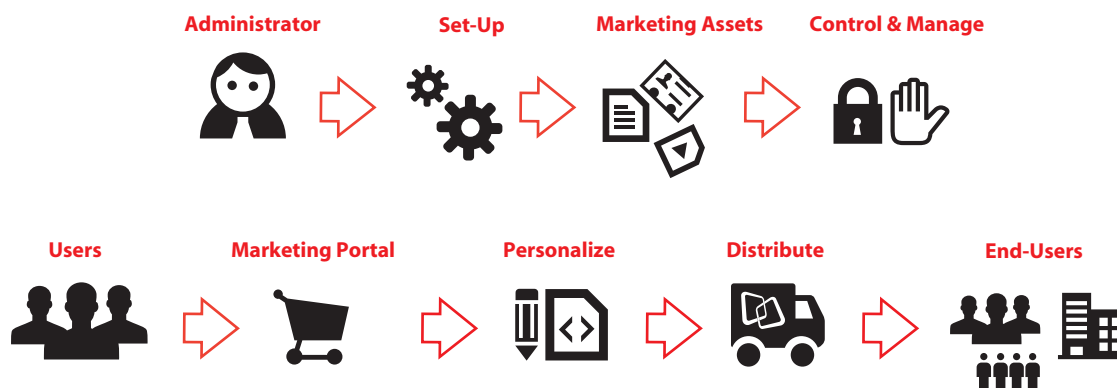 Administrator
Set-Up
Marketing Assets
Control & Manage
Users
Marketing Portal
Personalize
Distribute
End-Users